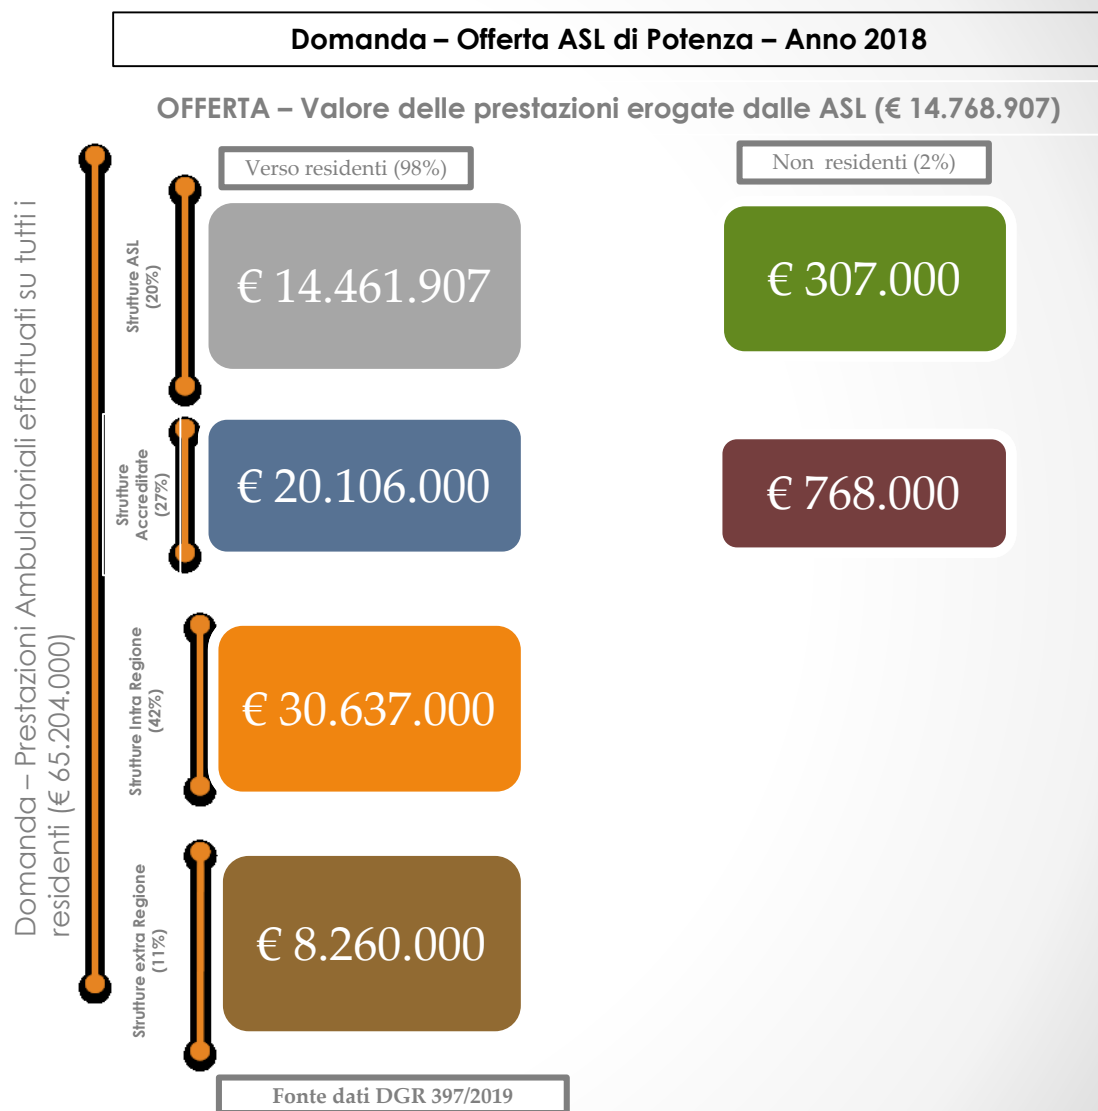 Domanda – Offerta ASL di Potenza – Anno 2018
OFFERTA – Valore delle prestazioni erogate dalle ASL (€ 14.768.907)
Verso residenti (98%)
Non residenti (2%)
Domanda – Prestazioni Ambulatoriali effettuati su tutti i
residenti (€ 65.204.000)
Strutture ASL
(20%)
€ 14.461.907
€ 307.000
Strutture
Accreditate
(27%)
€ 20.106.000
€ 768.000
Strutture Intra Regione
(42%)
€ 30.637.000
Strutture extra Regione
(11%)
€ 8.260.000
Fonte dati DGR 397/2019